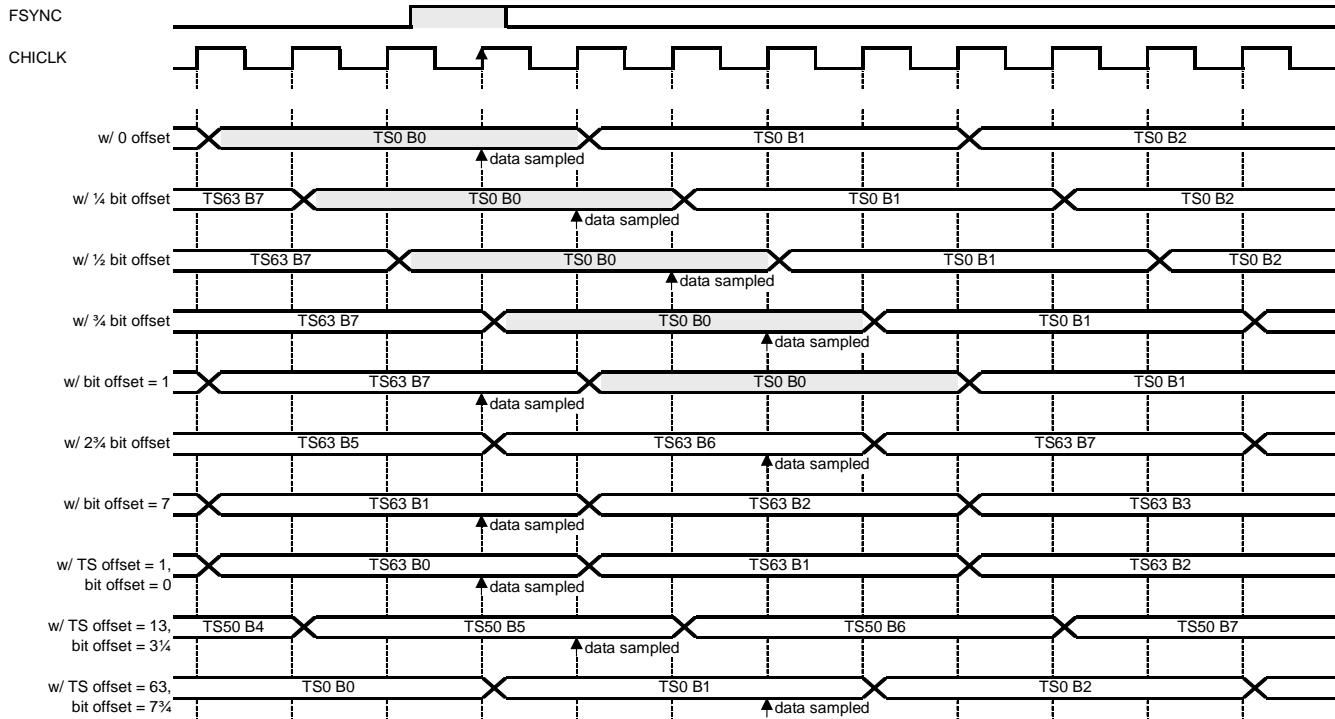 FSYNC
CHICLK
w/ 0 offset TS0 B0 TS0 B1 TS0 B2
data sampled
w/ ¼ bit offset TS63 B7 TS0 B0 TS0 B1 TS0 B2
data sampled
w/ ½ bit offset TS63 B7 TS0 B0 TS0 B1 TS0 B2
data sampled
w/ ¾ bit offset TS63 B7 TS0 B0 TS0 B1
data sampled
w/ bit offset = 1 TS63 B7 TS0 B0 TS0 B1
data sampled
w/ 2¾ bit offset TS63 B5 TS63 B6 TS63 B7
data sampled
w/ bit offset = 7 TS63 B1 TS63 B2 TS63 B3
data sampled
w/ TS offset = 1, TS63 B0 TS63 B1 TS63 B2
bit offset = 0 data sampled
w/ TS offset = 13, TS50 B4 TS50 B5 TS50 B6 TS50 B7
bit offset = 3¼ data sampled
w/ TS offset = 63, TS0 B0 TS0 B1 TS0 B2
bit offset = 7¾ data sampled